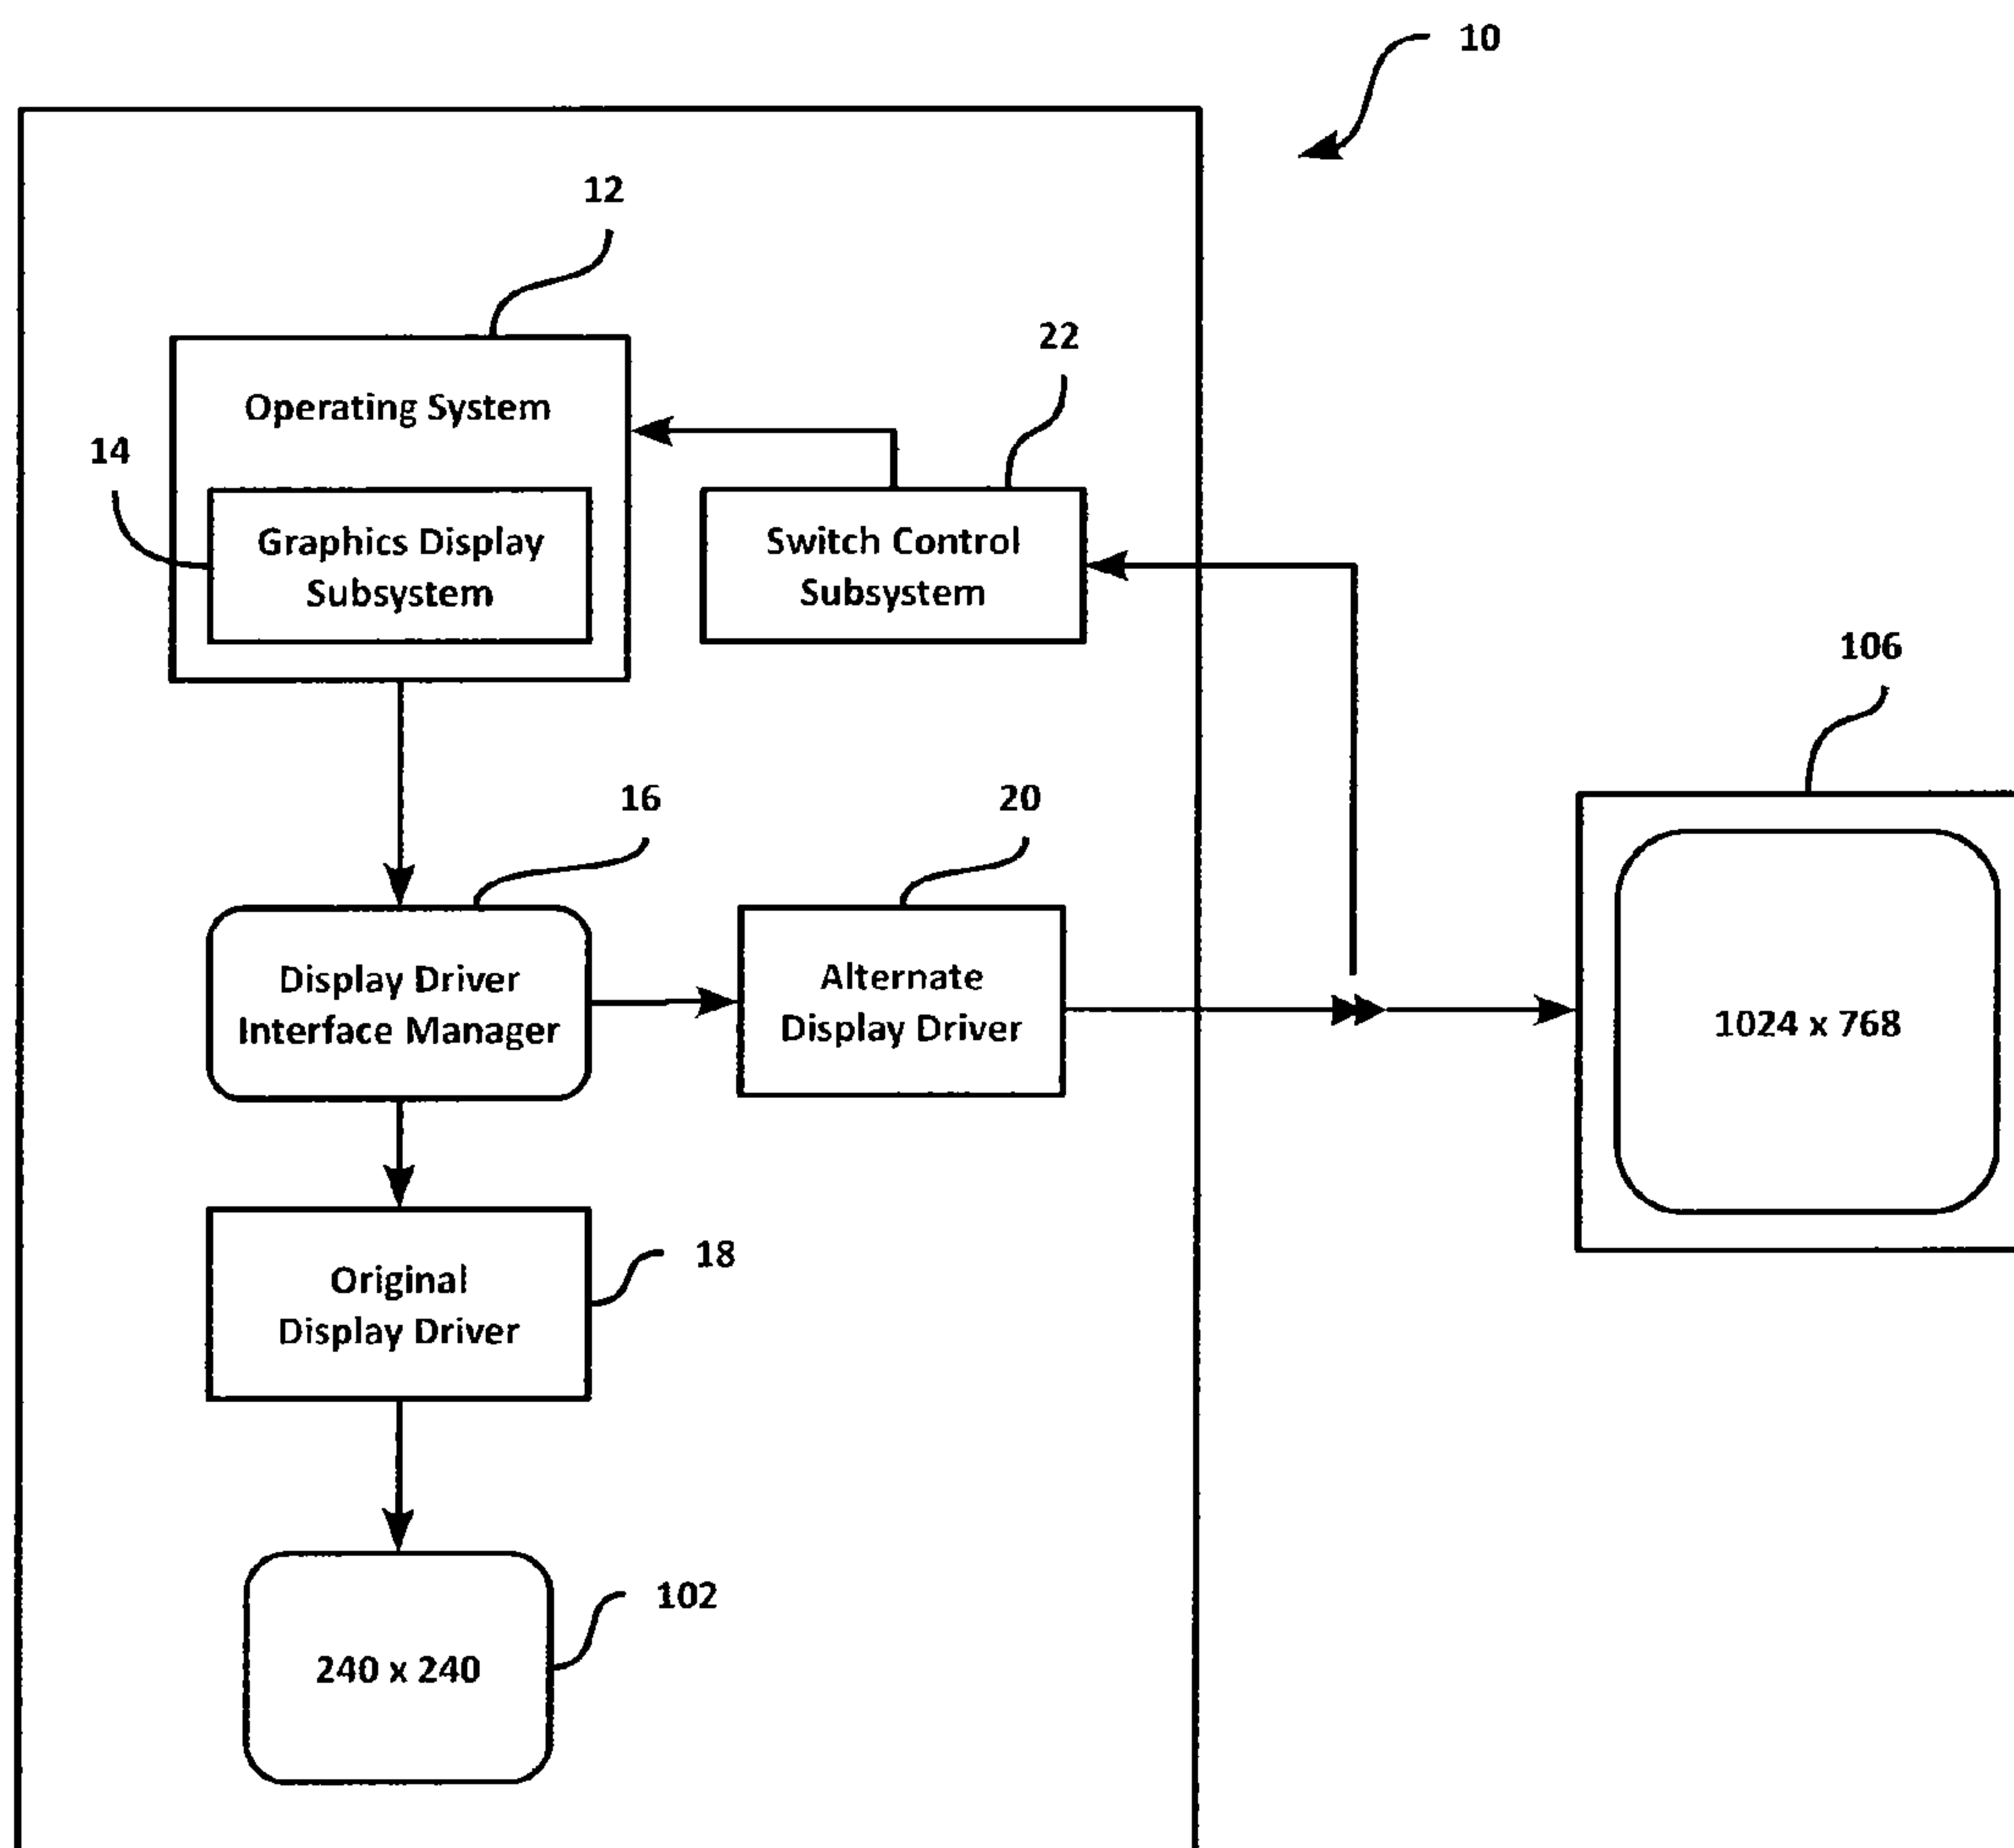 10
12
22
Operating System
14
Graphics Display
Subsystem
Switch Control
Subsystem
106
16
20
Display Driver
Interface Manager
Alternate
Display Driver
1024 x 768
18
Original
Display Driver
102
240 x 240